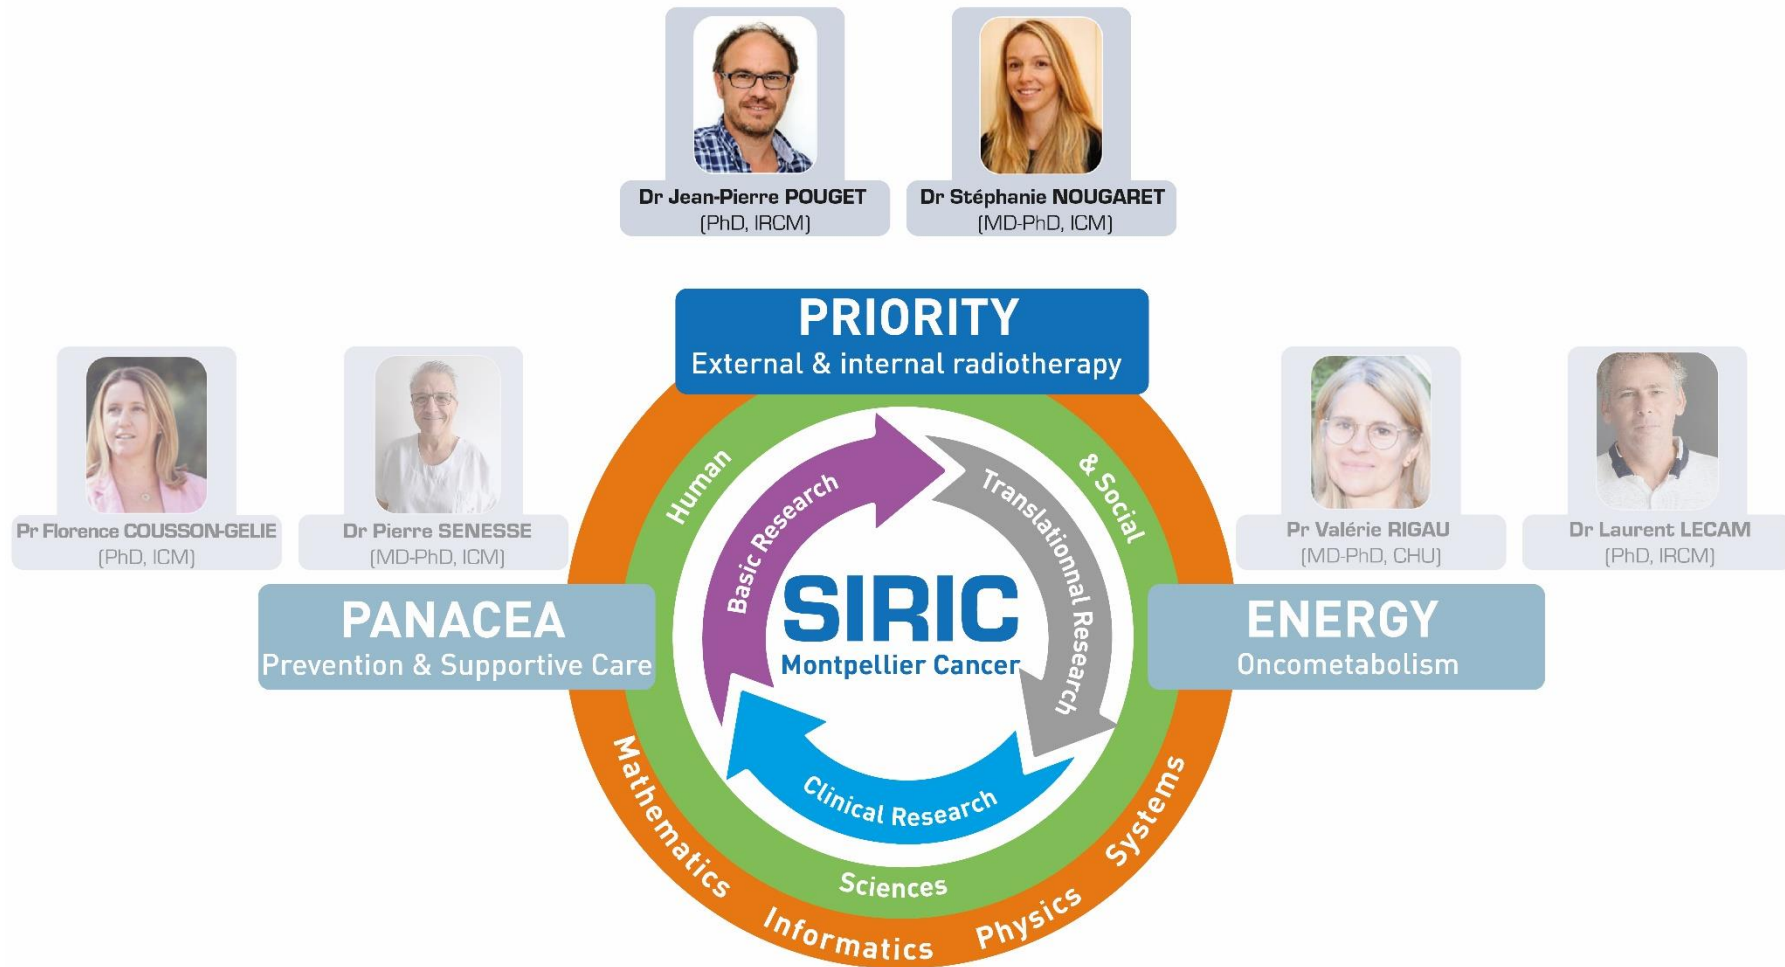 Dr Jean-Pierre POUGET
(PhD, IRCM)
Dr Stéphanie NOUGARET
(MD-PhD, ICM)
PRIORITY
External & internal radiotherapy
Pr Florence COUSSON-GELIE
(PhD, ICM)
Dr Pierre SENESSE
(MD-PhD, ICM)
Pr Valérie RIGAU
(MD-PhD, CHU)
Dr Laurent LECAM
(PhD, IRCM)
PANACEA
Prevention & Supportive Care
ENERGY
Oncometabolism
Human & Social Sciences
Basic Research
Translationnal Research
Clinical Research
SIRIC
Montpellier Cancer
Mathematics Informatics Physics Systems